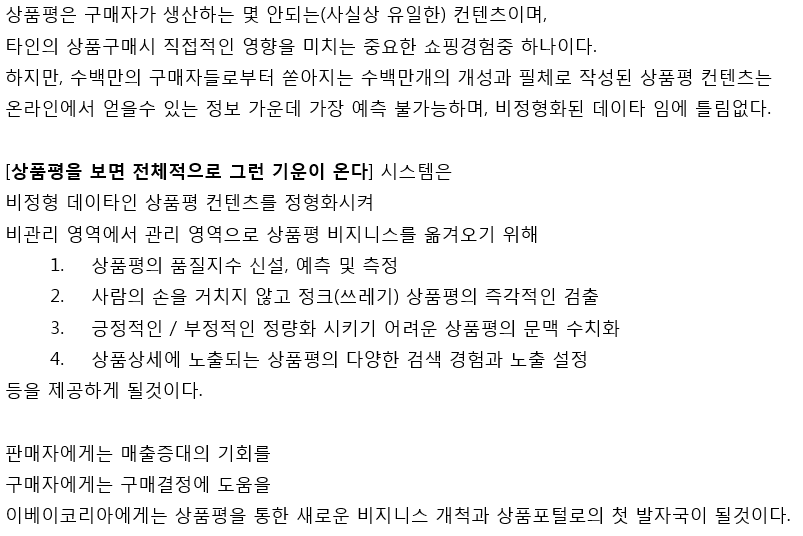 상품평은 구매자가 생산하는 몇 안되는(사실상 유일한) 컨텐츠이며,
타인의 상품구매시 직접적인 영향을 미치는 중요한 쇼핑경험중 하나이다.
하지만, 수백만의 구매자들로부터 쏟아지는 수백만개의 개성과 필체로 작성된 상품평 컨텐츠는
온라인에서 얻을수 있는 정보 가운데 가장 예측 불가능하며, 비정형화된 데이타 임에 틀림없다.
[상품평을 보면 전체적으로 그런 기운이 온다] 시스템은
비정형 데이타인 상품평 컨텐츠를 정형화시켜
비관리 영역에서 관리 영역으로 상품평 비지니스를 옮겨오기 위해
1. 상품평의 품질지수 신설, 예측 및 측정
2. 사람의 손을 거치지 않고 정크(쓰레기) 상품평의 즉각적인 검출
3. 긍정적인 / 부정적인 정량화 시키기 어려운 상품평의 문맥 수치화
4. 상품상세에 노출되는 상품평의 다양한 검색 경험과 노출 설정
등을 제공하게 될것이다.
판매자에게는 매출증대의 기회를
구매자에게는 구매결정에 도움을
이베이코리아에게는 상품평을 통한 새로운 비지니스 개척과 상품포털로의 첫 발자국이 될것이다.